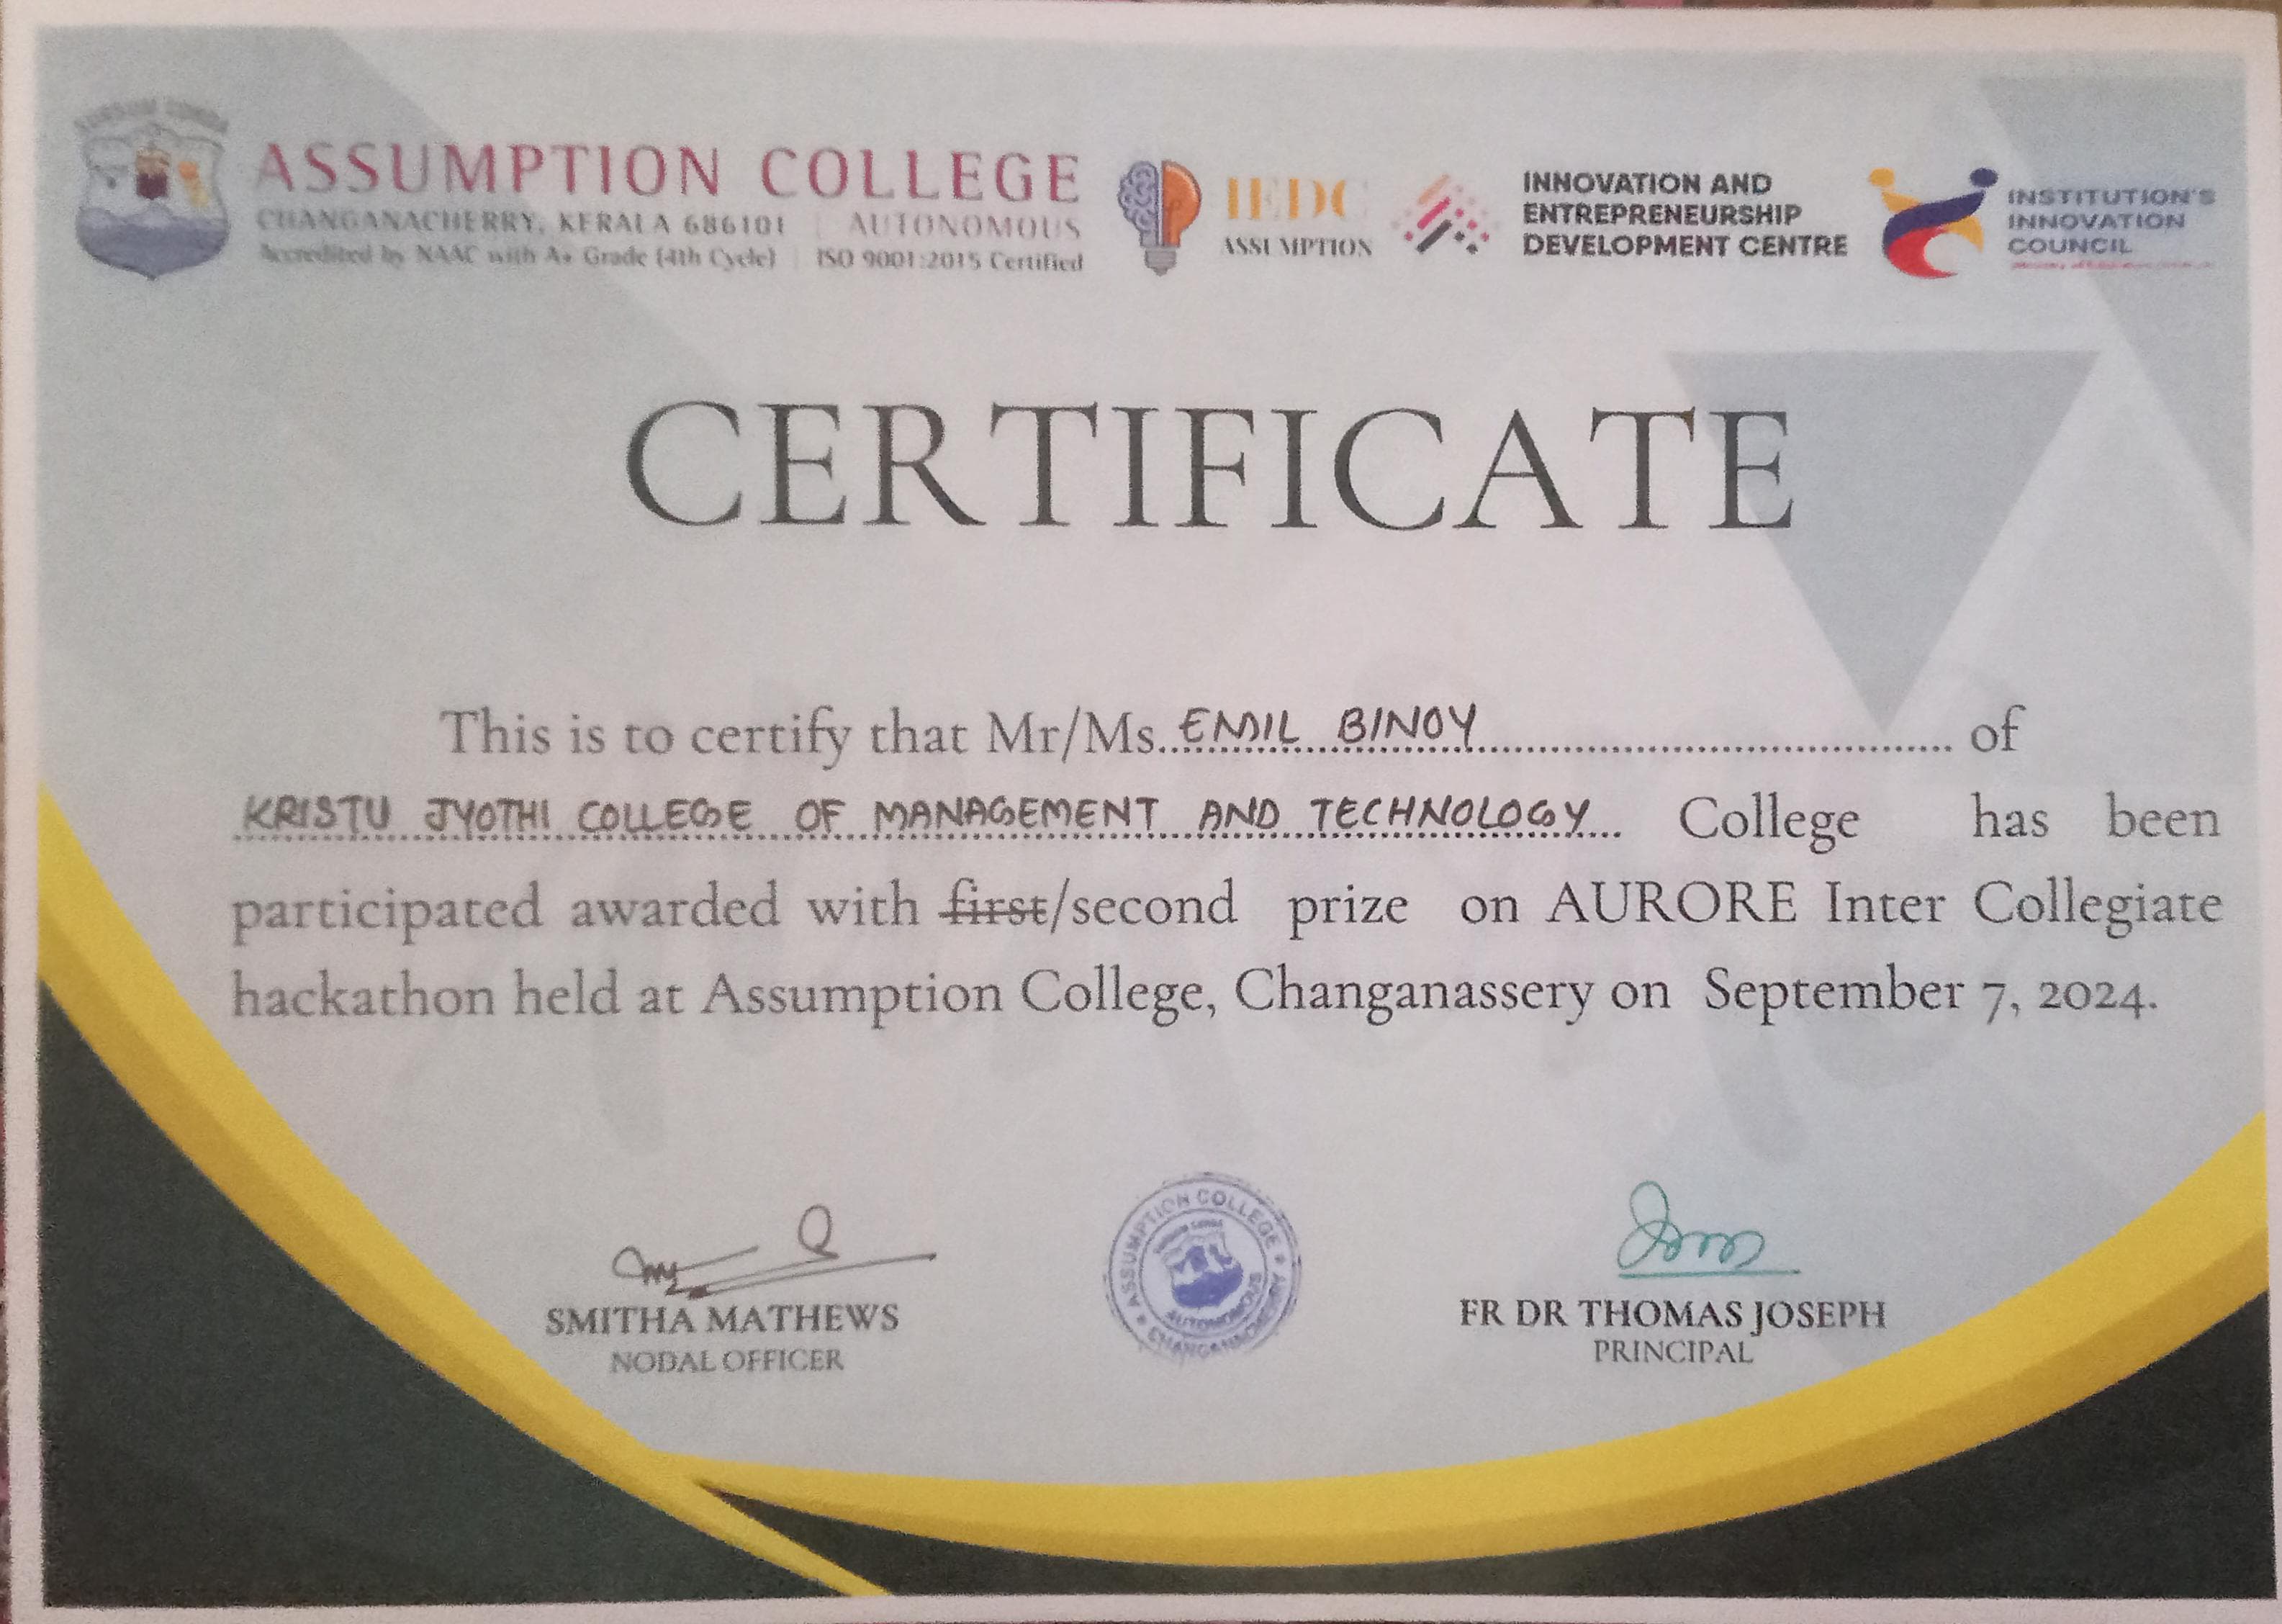 ASSUMPTION COLLEGE
CHANGANACHERRY, KERALA 686101 | AUTONOMOUS
Accredited by NAAC with A+ Grade (4th Cycle) | ISO 9001:2015 Certified
IEDC
ASSUMPTION
INNOVATION AND
ENTREPRENEURSHIP
DEVELOPMENT CENTRE
INSTITUTION'S
INNOVATION
COUNCIL
CERTIFICATE
This is to certify that Mr/Ms. EMIL BINOY of
KRISTU JYOTHI COLLEGE OF MANAGEMENT AND TECHNOLOGY College has been
participated awarded with first/second prize on AURORE Inter Collegiate
hackathon held at Assumption College, Changanassery on September 7, 2024.
ASSUMPTION COLLEGE
AUTONOMOUS
CHANGANACHERRY
SMITHA MATHEWS
NODAL OFFICER
FR DR THOMAS JOSEPH
PRINCIPAL